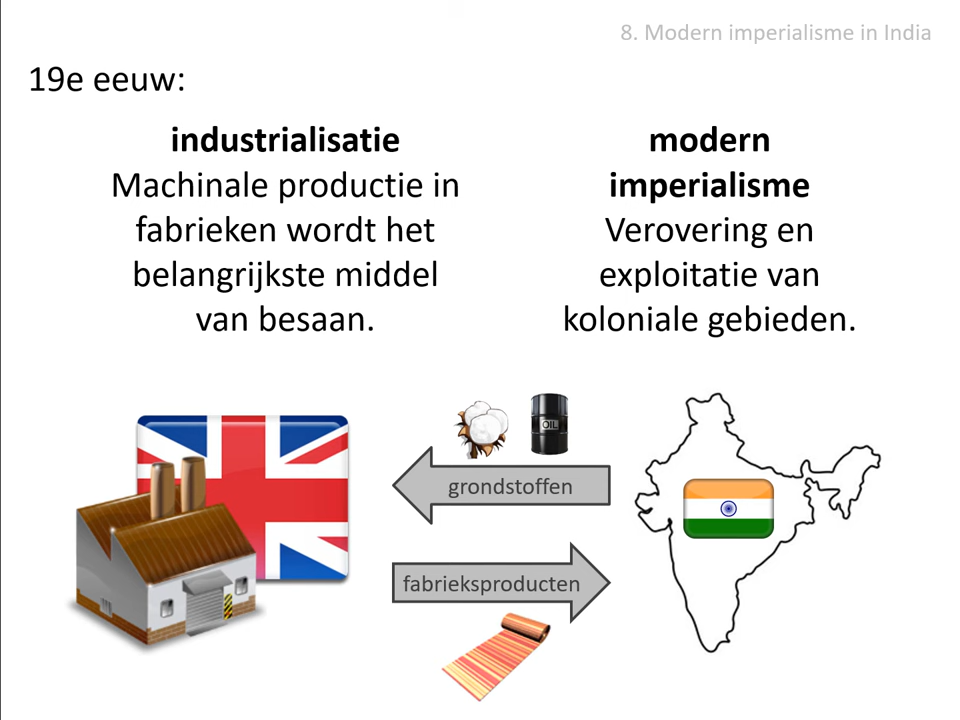 8. Modern imperialisme in India
19e eeuw:
industrialisatie
Machinale productie in
fabrieken wordt het
belangrijkste middel
van besaan.
modern
imperialisme
Verovering en
exploitatie van
koloniale gebieden.
OIL
grondstoffen
fabrieksproducten